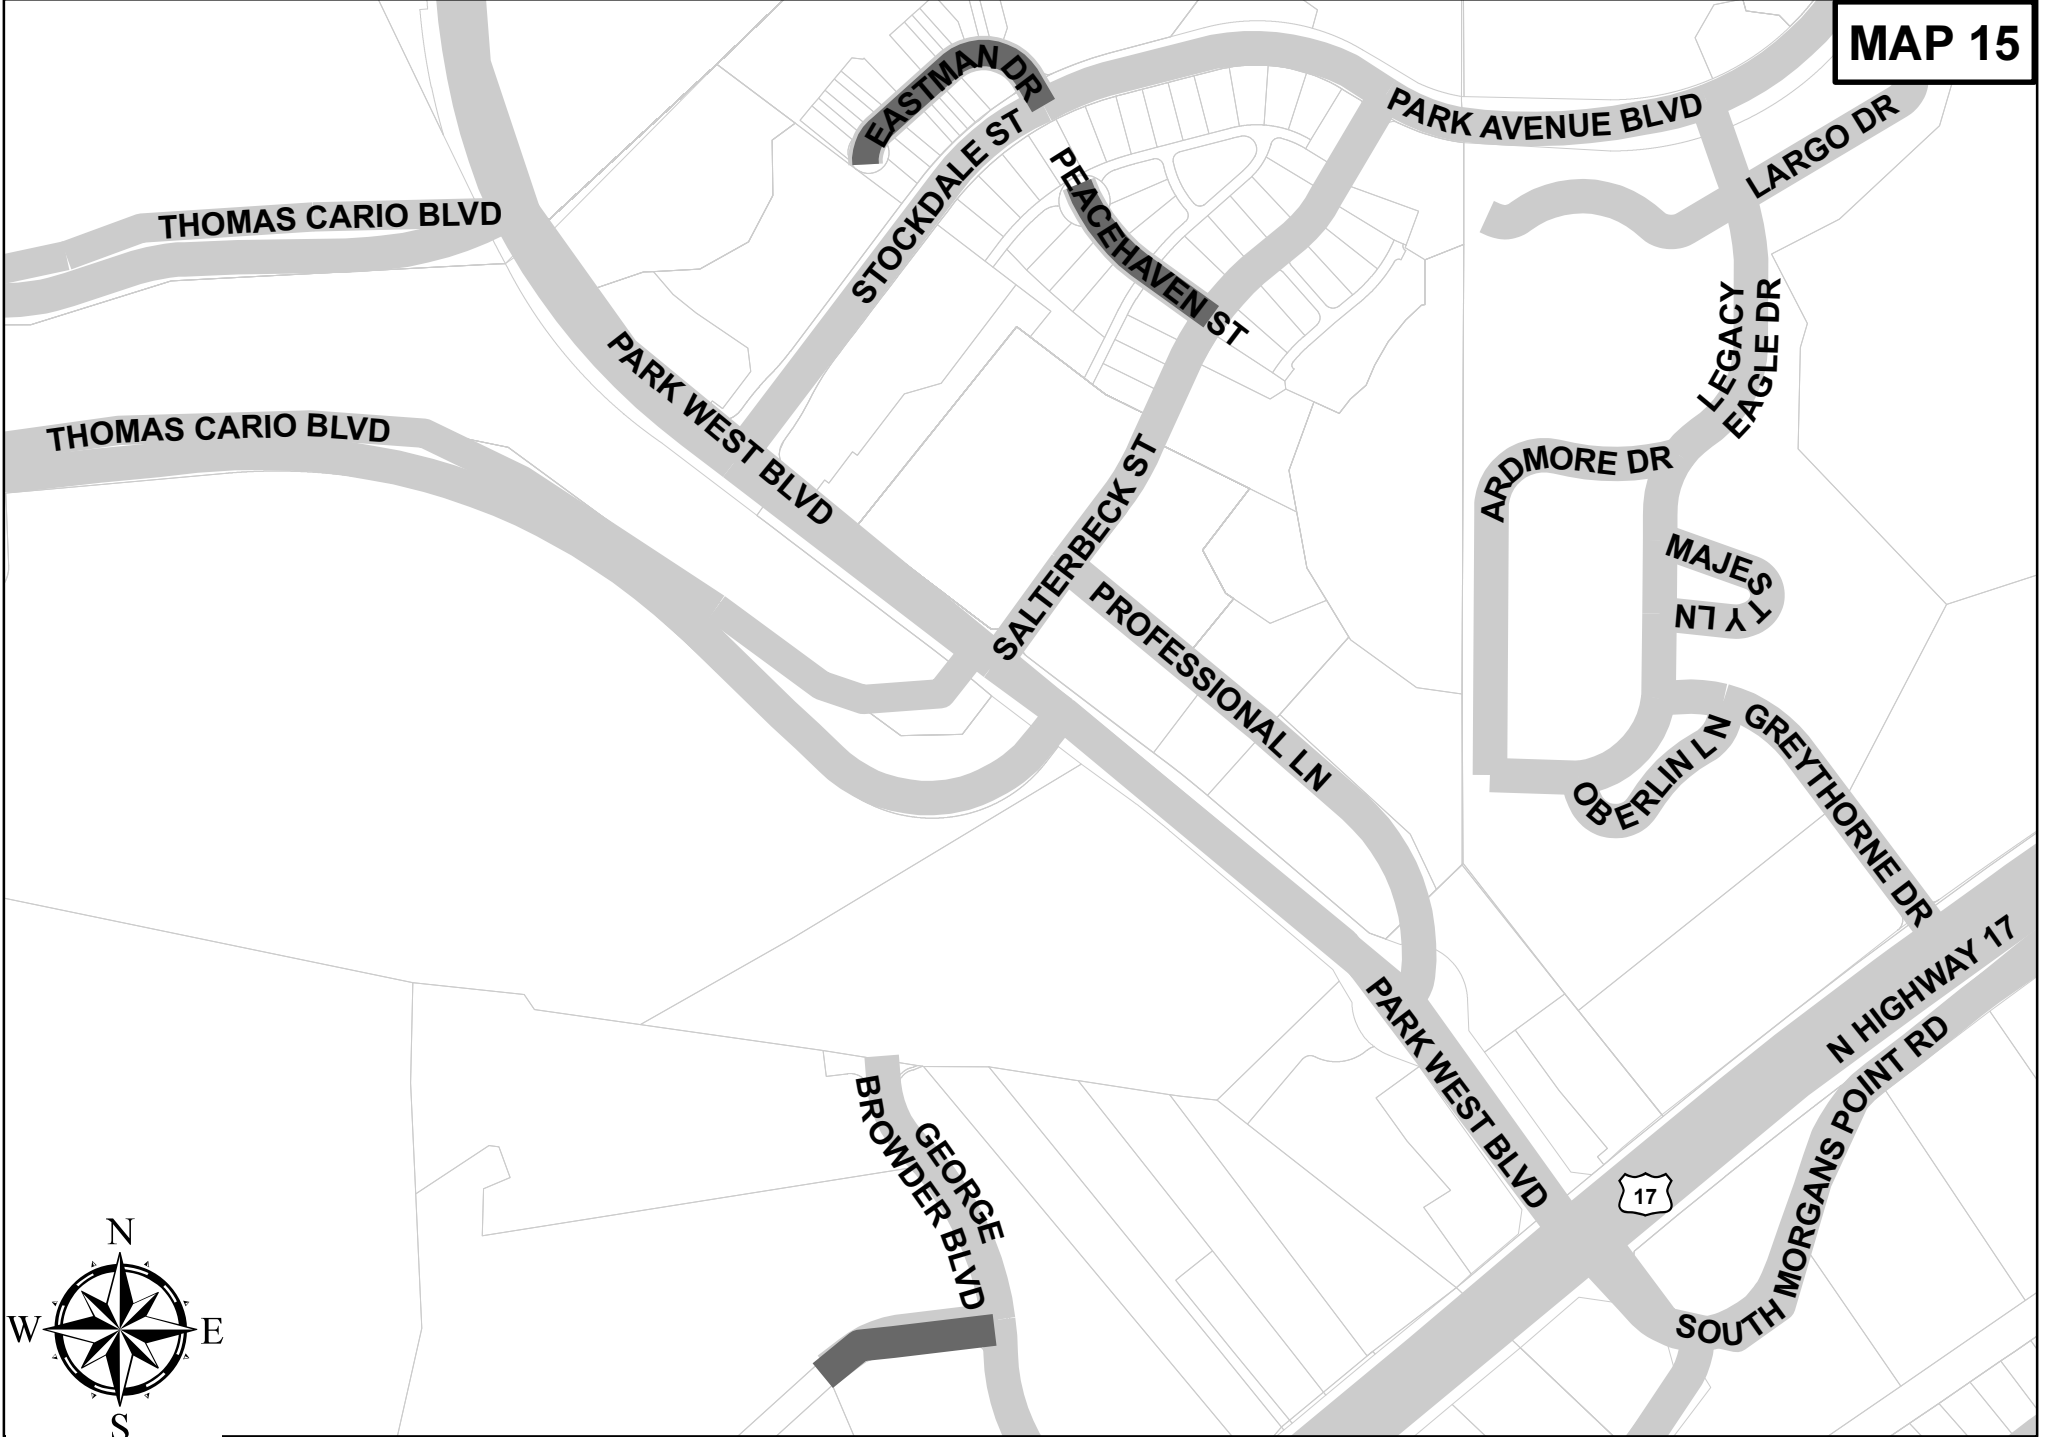 MAP 15
EASTMAN DR
PARK AVENUE BLVD
LARGO DR
STOCKDALE ST
PEACEHAVEN ST
THOMAS CARIO BLVD
LEGACY
EAGLE DR
PARK WEST BLVD
THOMAS CARIO BLVD
ARDMORE DR
SALTERBECK ST
MAJESTY LN
PROFESSIONAL LN
OBERLIN LN
GREYTHORNE DR
N HIGHWAY 17
PARK WEST BLVD
SOUTH MORGANS POINT RD
GEORGE
BROWDER BLVD
17
N
W
E
S